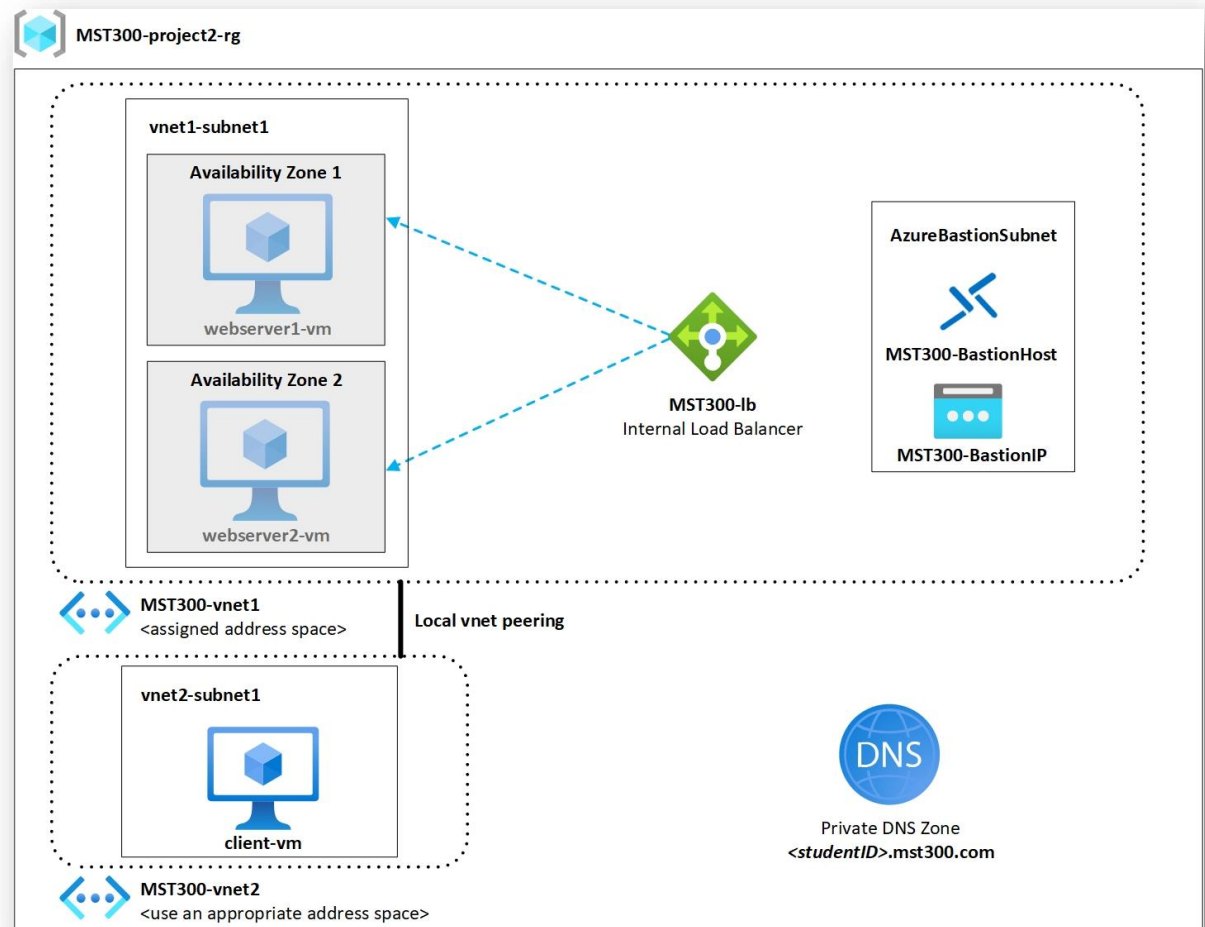 MST300-project2-rg
vnet1-subnet1
Availability Zone 1
webserver1-vm
Availability Zone 2
webserver2-vm
MST300-lb
Internal Load Balancer
AzureBastionSubnet
MST300-BastionHost
MST300-BastionIP
MST300-vnet1
<assigned address space>
Local vnet peering
vnet2-subnet1
client-vm
DNS
Private DNS Zone
<studentID>.mst300.com
MST300-vnet2
<use an appropriate address space>